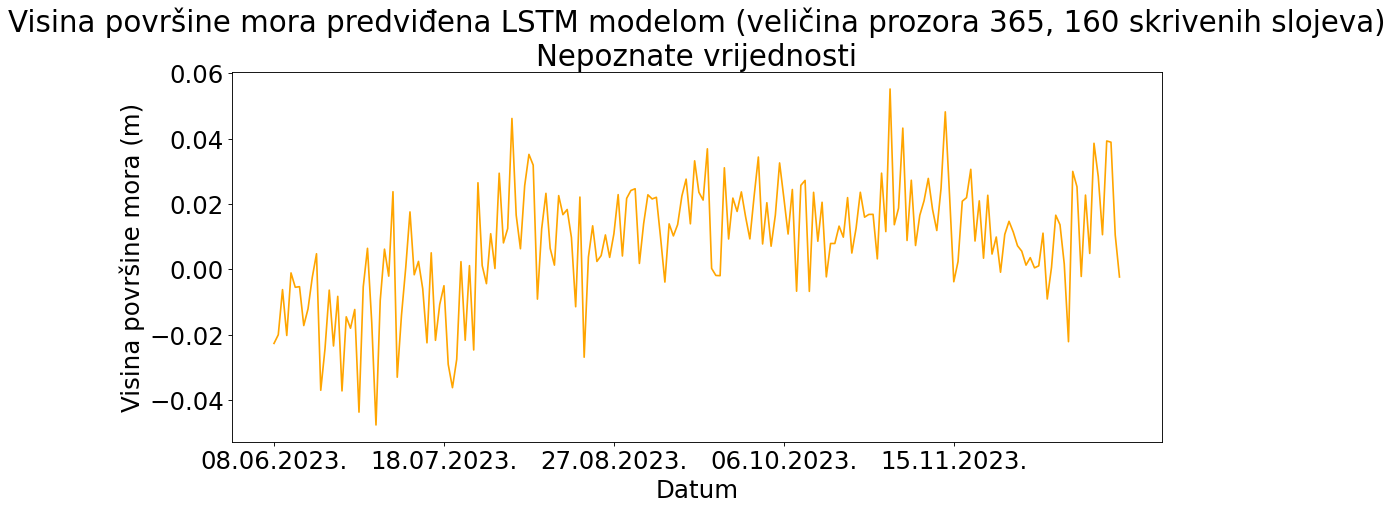 Visina površine mora predviđena LSTM modelom (veličina prozora 365, 160 skrivenih slojeva)
Nepoznate vrijednosti
Visina površine mora (m)
0.06
0.04
0.02
0.00
−0.02
−0.04
08.06.2023. 18.07.2023. 27.08.2023. 06.10.2023. 15.11.2023.
Datum